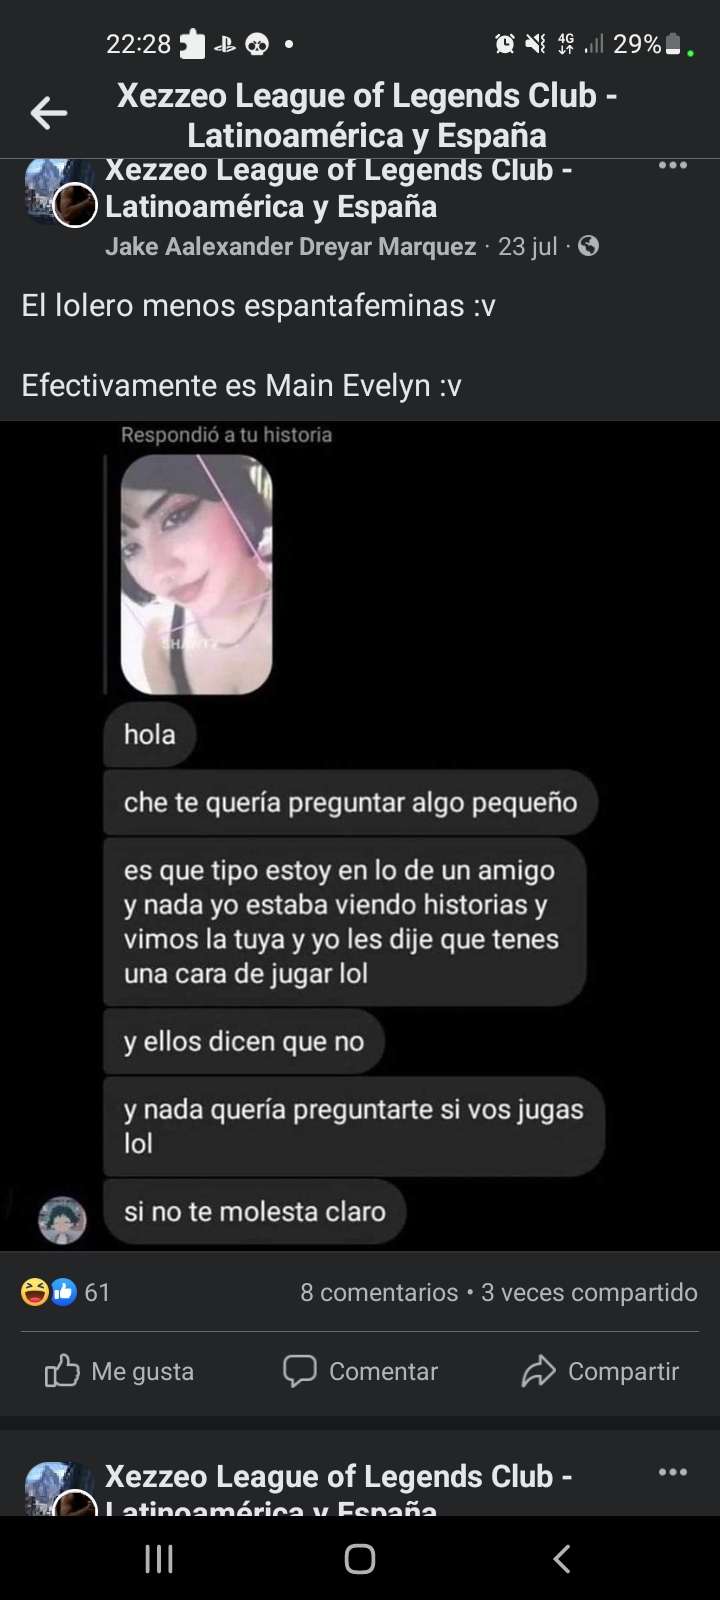 22:28
4G
29%
Xezzeo League of Legends Club -
Latinoamérica y España
Xezzeo League of Legends Club -
Latinoamérica y España
Jake Aalexander Dreyar Marquez · 23 jul ·
El lolero menos espantafeminas :v
Efectivamente es Main Evelyn :v
Respondió a tu historia
hola
che te quería preguntar algo pequeño
es que tipo estoy en lo de un amigo
y nada yo estaba viendo historias y
vimos la tuya y yo les dije que tenes
una cara de jugar lol
y ellos dicen que no
y nada quería preguntarte si vos jugas
lol
si no te molesta claro
61
8 comentarios • 3 veces compartido
Me gusta
Comentar
Compartir
Xezzeo League of Legends Club -
Latinoamérica y España